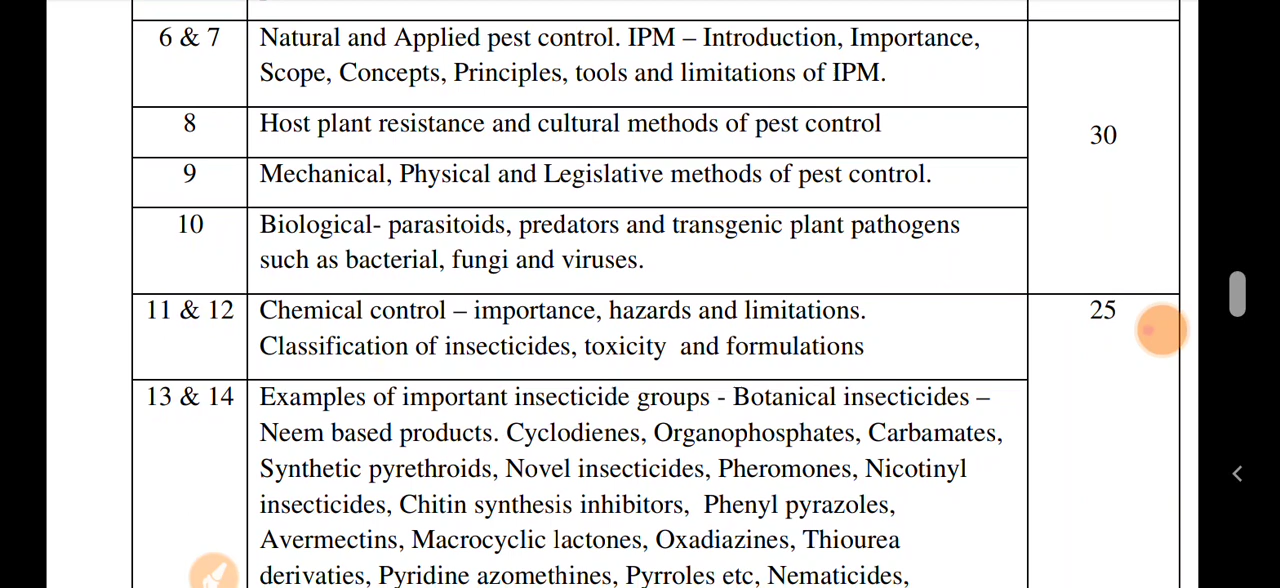 6 & 7
Natural and Applied pest control. IPM – Introduction, Importance,
Scope, Concepts, Principles, tools and limitations of IPM.
30
8
Host plant resistance and cultural methods of pest control
9
Mechanical, Physical and Legislative methods of pest control.
10
Biological- parasitoids, predators and transgenic plant pathogens
such as bacterial, fungi and viruses.
11 & 12
Chemical control – importance, hazards and limitations.
Classification of insecticides, toxicity  and formulations
25
13 & 14
Examples of important insecticide groups - Botanical insecticides –
Neem based products. Cyclodienes, Organophosphates, Carbamates,
Synthetic pyrethroids, Novel insecticides, Pheromones, Nicotinyl
insecticides, Chitin synthesis inhibitors,  Phenyl pyrazoles,
Avermectins, Macrocyclic lactones, Oxadiazines, Thiourea
derivaties, Pyridine azomethines, Pyrroles etc, Nematicides,